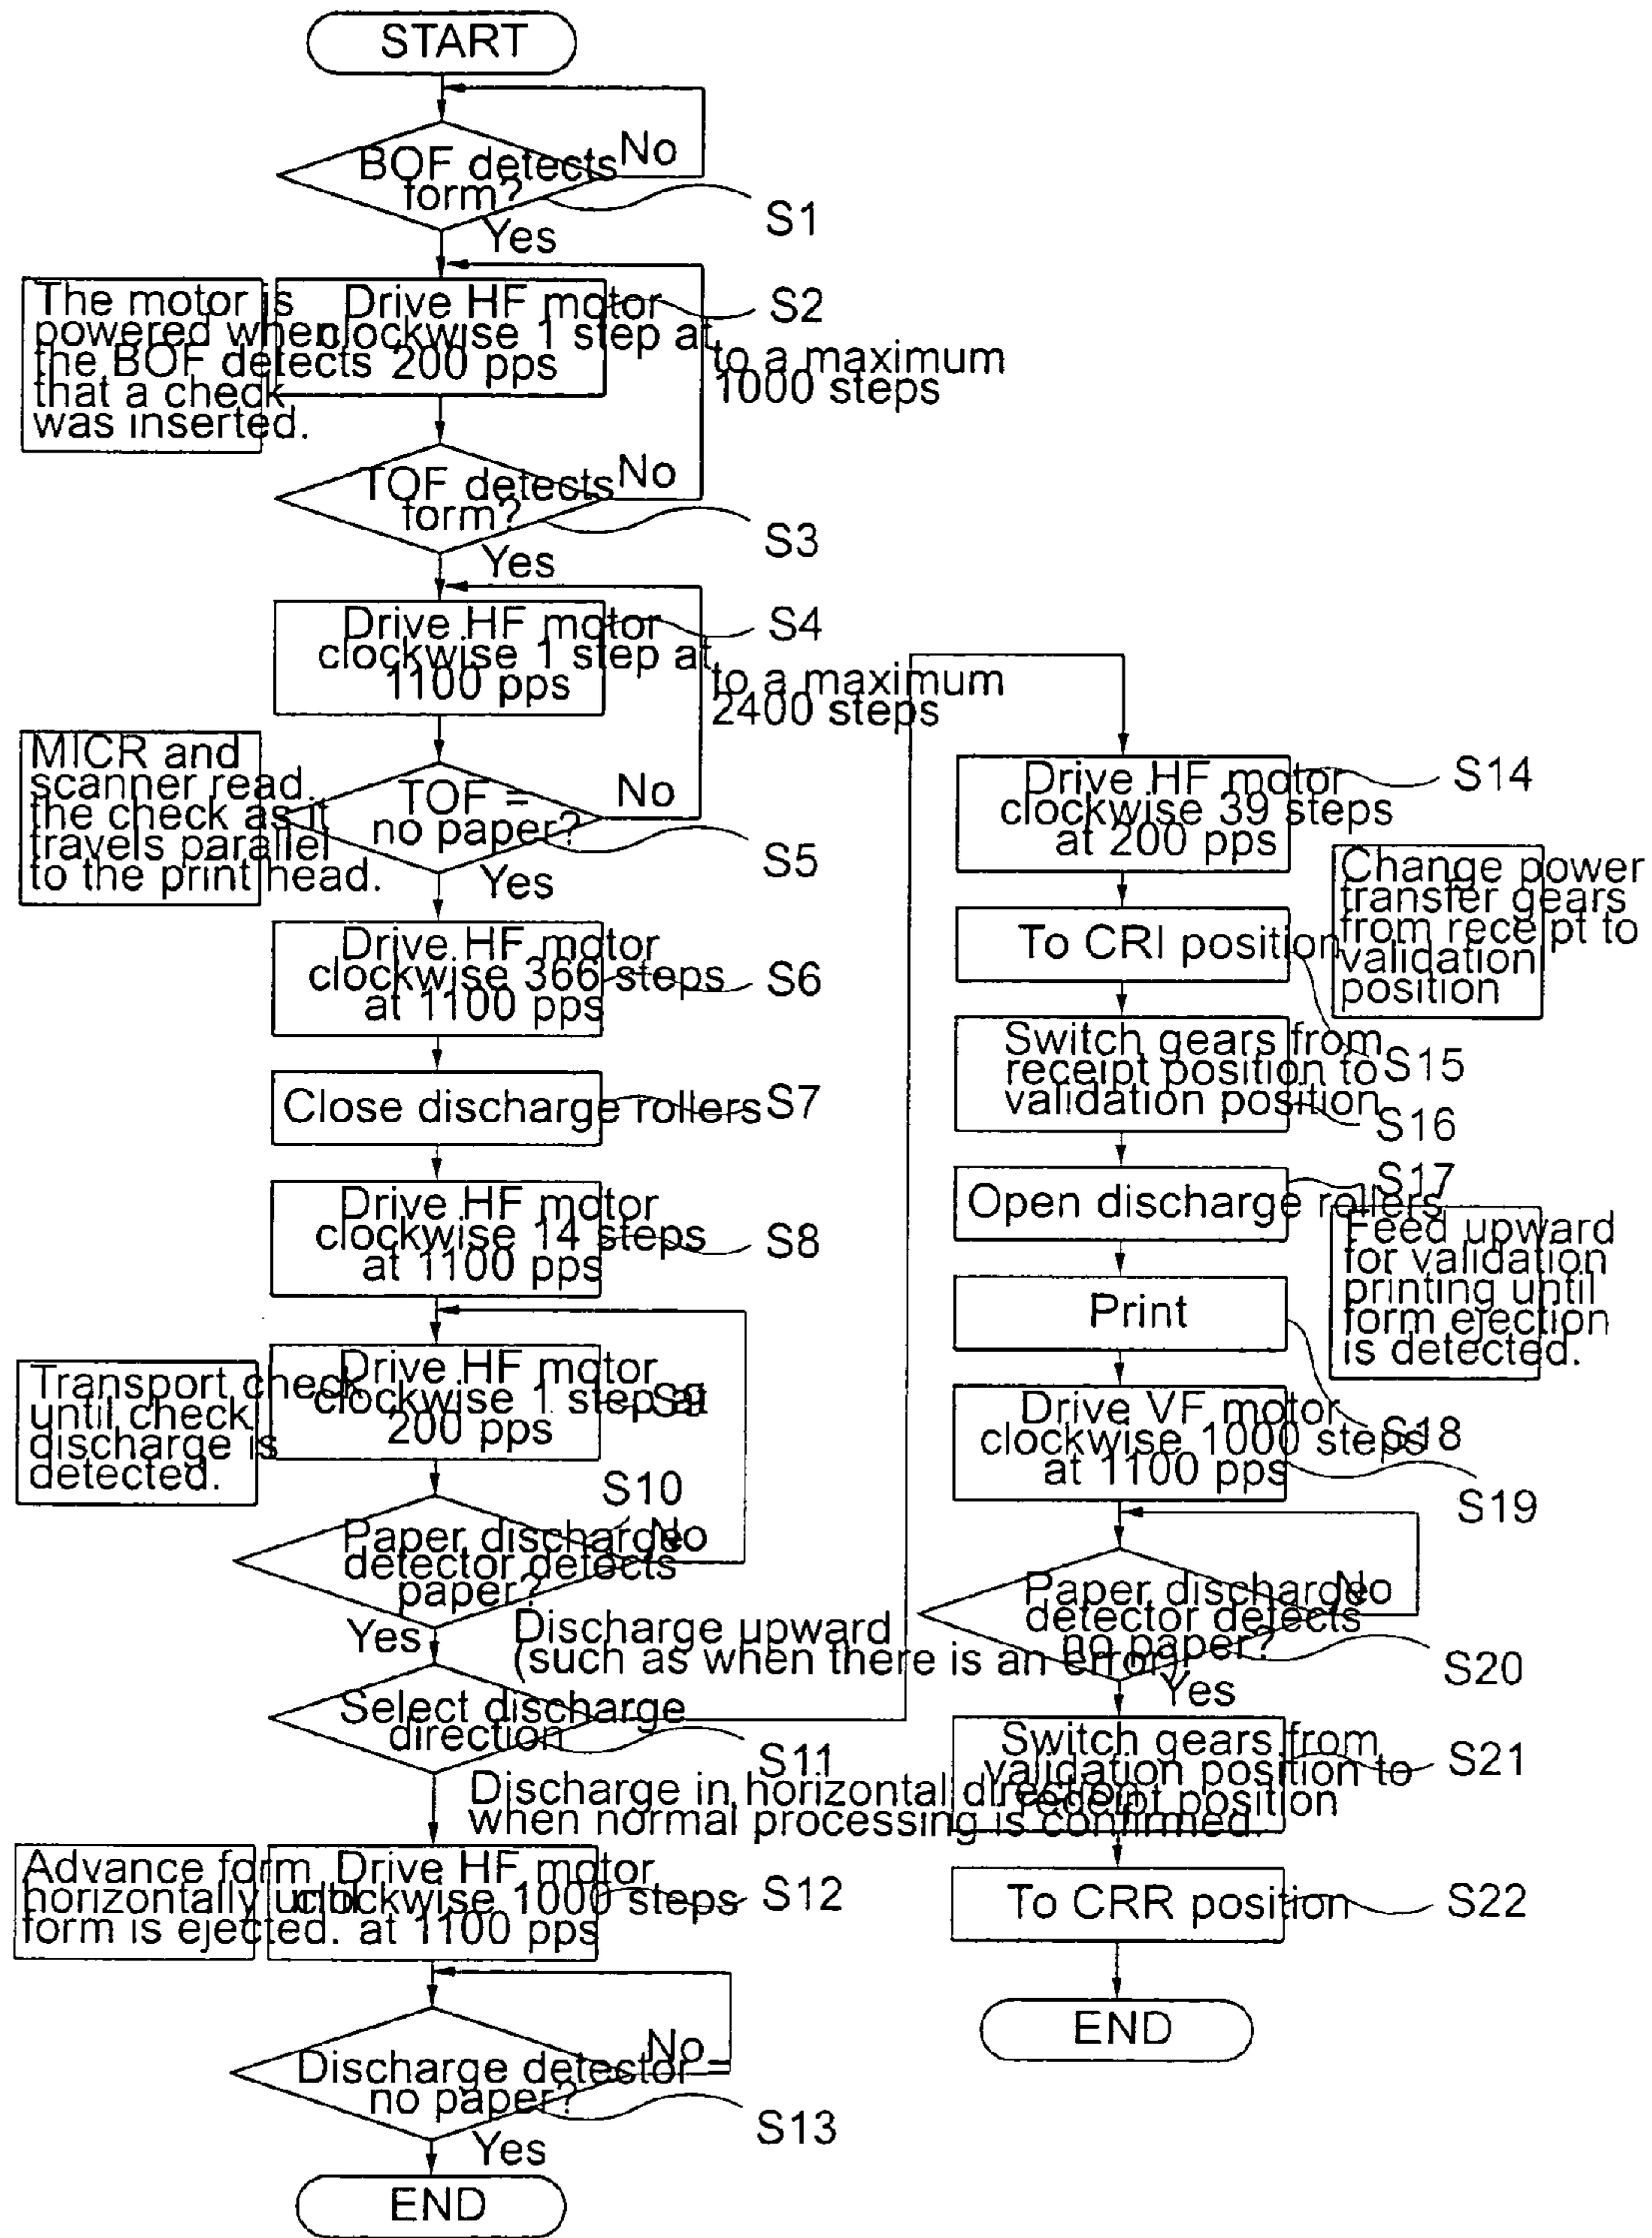 START
BOF detects
form?
No
S1
Yes
The motor is
powered when
the BOF detects
that a check
was inserted.
Drive HF motor
clockwise 1 step at
200 pps
S2
to a maximum
1000 steps
TOF detects
form?
No
S3
Yes
Drive HF motor
clockwise 1 step at
1100 pps
S4
to a maximum
2400 steps
MICR and
scanner read
the check as it
travels parallel
to the print head.
TOF =
no paper?
No
S5
Yes
Drive HF motor
clockwise 366 steps
at 1100 pps
S6
Close discharge rollers
S7
Drive HF motor
clockwise 14 steps
at 1100 pps
S8
Transport check
until check
discharge is
detected.
Drive HF motor
clockwise 1 step at
200 pps
S9
S10
Paper discharge
detector detects
paper?
No
Yes
Discharge upward
(such as when there is an error).
Select discharge
direction
S11
Discharge in horizontal direction
when normal processing is confirmed.
Advance form
horizontally until
form is ejected.
Drive HF motor
clockwise 1000 steps
at 1100 pps
S12
Discharge detector =
no paper?
No
S13
Yes
END
Drive HF motor
clockwise 39 steps
at 200 pps
S14
Change power
transfer gears
from receipt to
validation
position
To CRI position
S15
Switch gears from
receipt position to
validation position
S16
S17
Open discharge rollers
Feed upward
for validation
printing until
form ejection
is detected.
Print
S18
Drive VF motor
clockwise 1000 steps
at 1100 pps
S19
Paper discharge
detector detects
no paper?
No
S20
Yes
Switch gears from
validation position to
receipt position
S21
To CRR position
S22
END